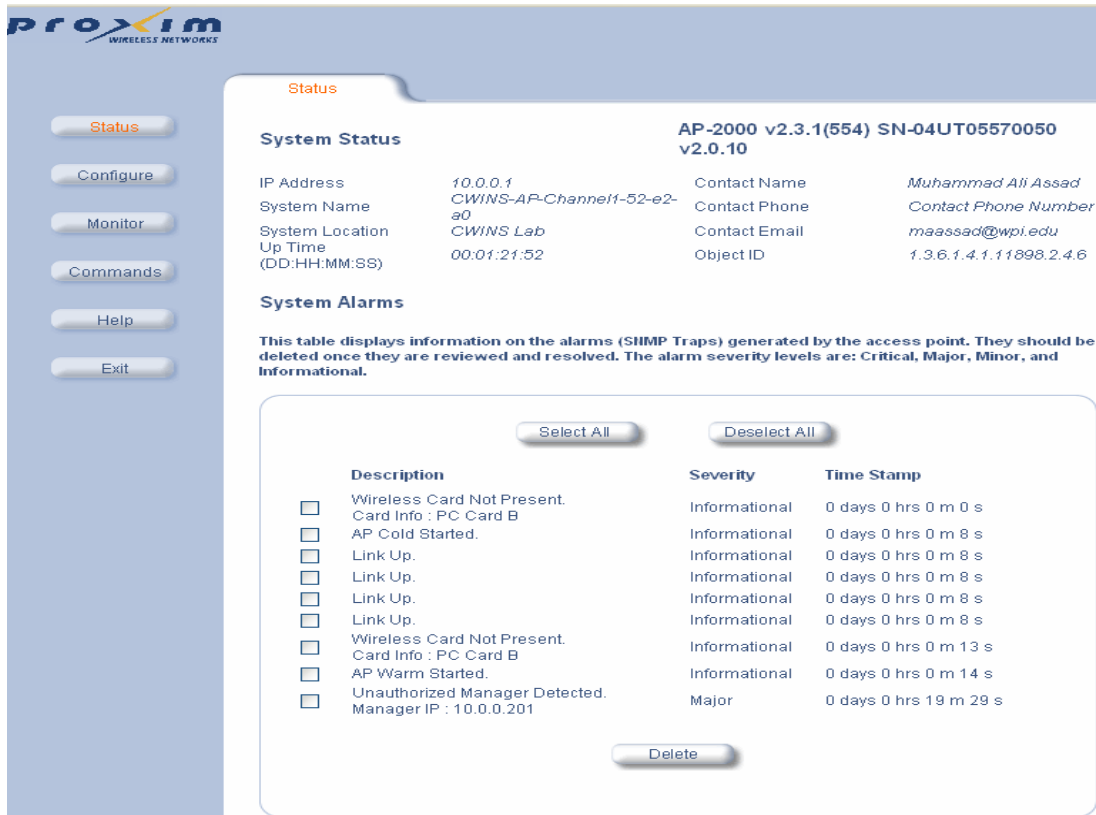 proxim
WIRELESS NETWORKS
Status
Status
Configure
Monitor
Commands
Help
Exit
System Status
AP-2000 v2.3.1(554) SN-04UT05570050
v2.0.10
IP Address 10.0.0.1 Contact Name Muhammad Ali Assad
System Name CWINS-AP-Channel1-52-e2-
a0 Contact Phone Contact Phone Number
System Location CWINS Lab Contact Email maassad@wpi.edu
Up Time
(DD:HH:MM:SS) 00:01:21:52 Object ID 1.3.6.1.4.1.11898.2.4.6
System Alarms
This table displays information on the alarms (SNMP Traps) generated by the access point. They should be
deleted once they are reviewed and resolved. The alarm severity levels are: Critical, Major, Minor, and
Informational.
Select All Deselect All
Description Severity Time Stamp
Wireless Card Not Present.
Card Info : PC Card B Informational 0 days 0 hrs 0 m 0 s
AP Cold Started. Informational 0 days 0 hrs 0 m 8 s
Link Up. Informational 0 days 0 hrs 0 m 8 s
Link Up. Informational 0 days 0 hrs 0 m 8 s
Link Up. Informational 0 days 0 hrs 0 m 8 s
Link Up. Informational 0 days 0 hrs 0 m 8 s
Wireless Card Not Present.
Card Info : PC Card B Informational 0 days 0 hrs 0 m 13 s
AP Warm Started. Informational 0 days 0 hrs 0 m 14 s
Unauthorized Manager Detected.
Manager IP : 10.0.0.201 Major 0 days 0 hrs 19 m 29 s
Delete